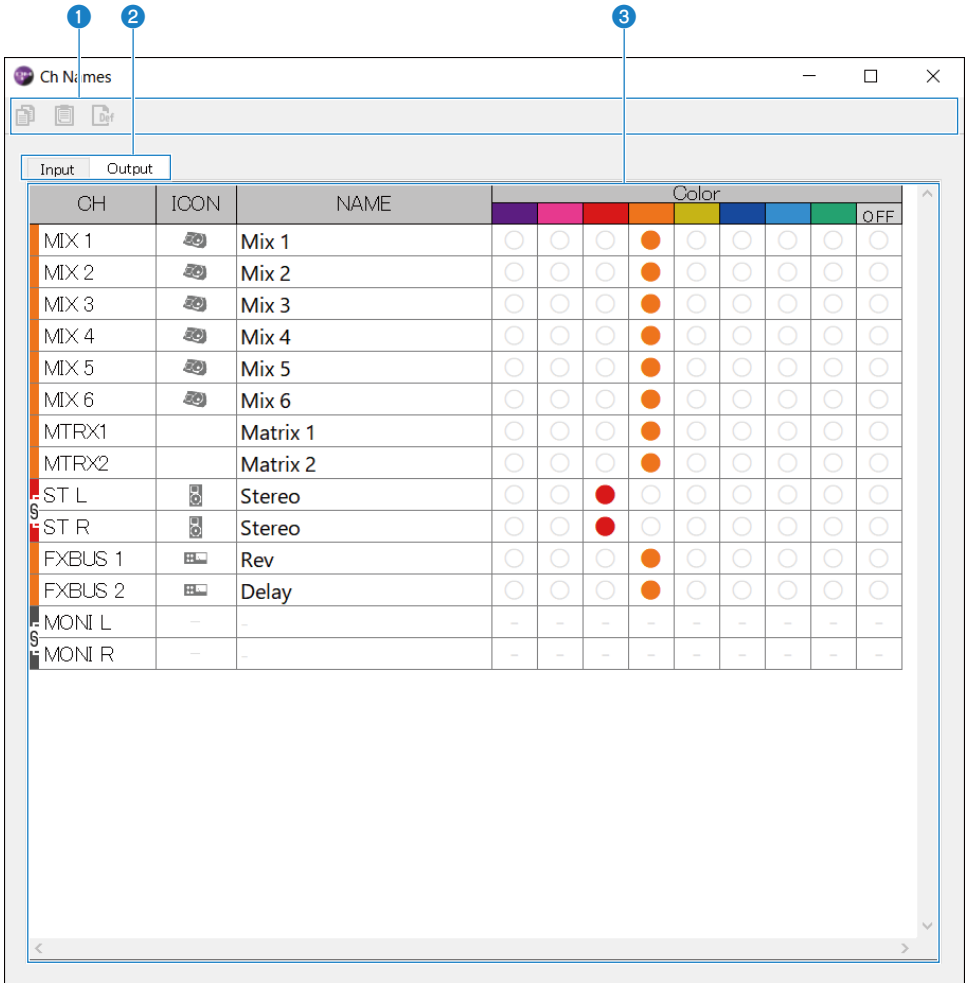 1 2 3
Ch Names
Def
Input Output
CH ICON NAME Color
OFF
MIX 1 Mix 1
MIX 2 Mix 2
MIX 3 Mix 3
MIX 4 Mix 4
MIX 5 Mix 5
MIX 6 Mix 6
MTRX1 Matrix 1
MTRX2 Matrix 2
ST L Stereo
ST R Stereo
FXBUS 1 Rev
FXBUS 2 Delay
MONI L - - - - - - - - - - -
MONI R - - - - - - - - - - -